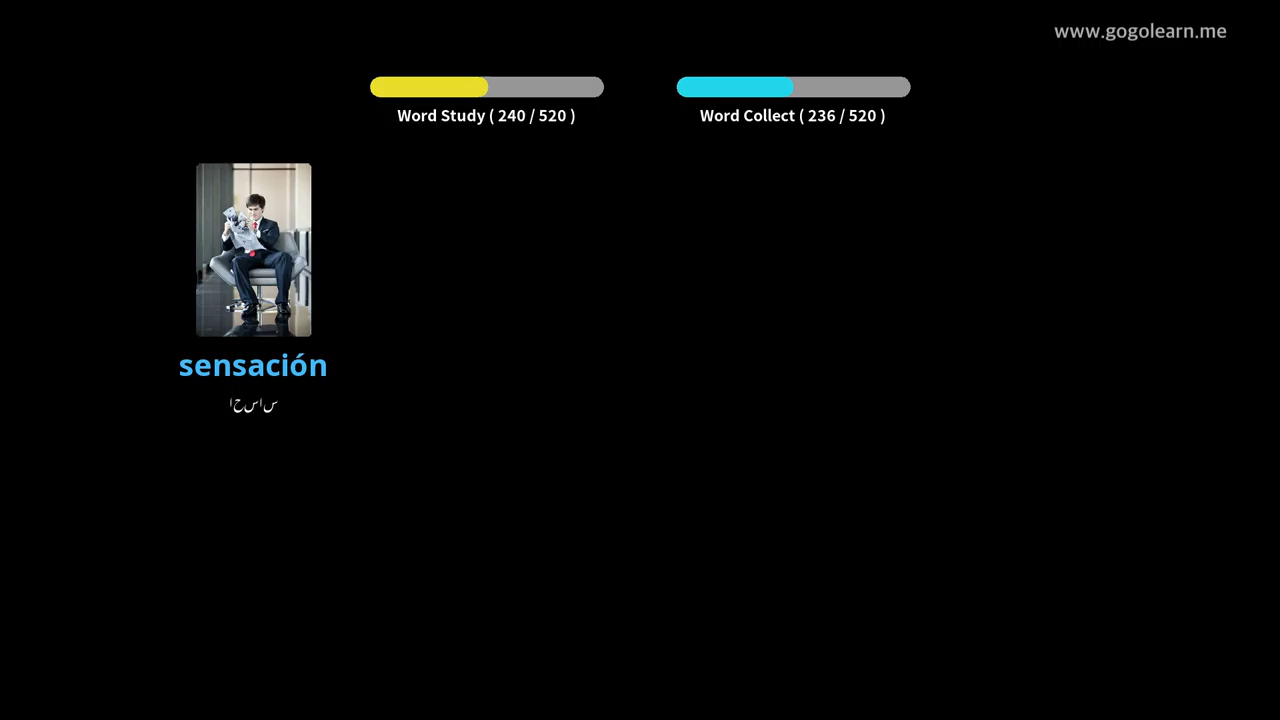 www.gogolearn.me
Word Study ( 240 / 520 )
Word Collect ( 236 / 520 )
sensación
احساس